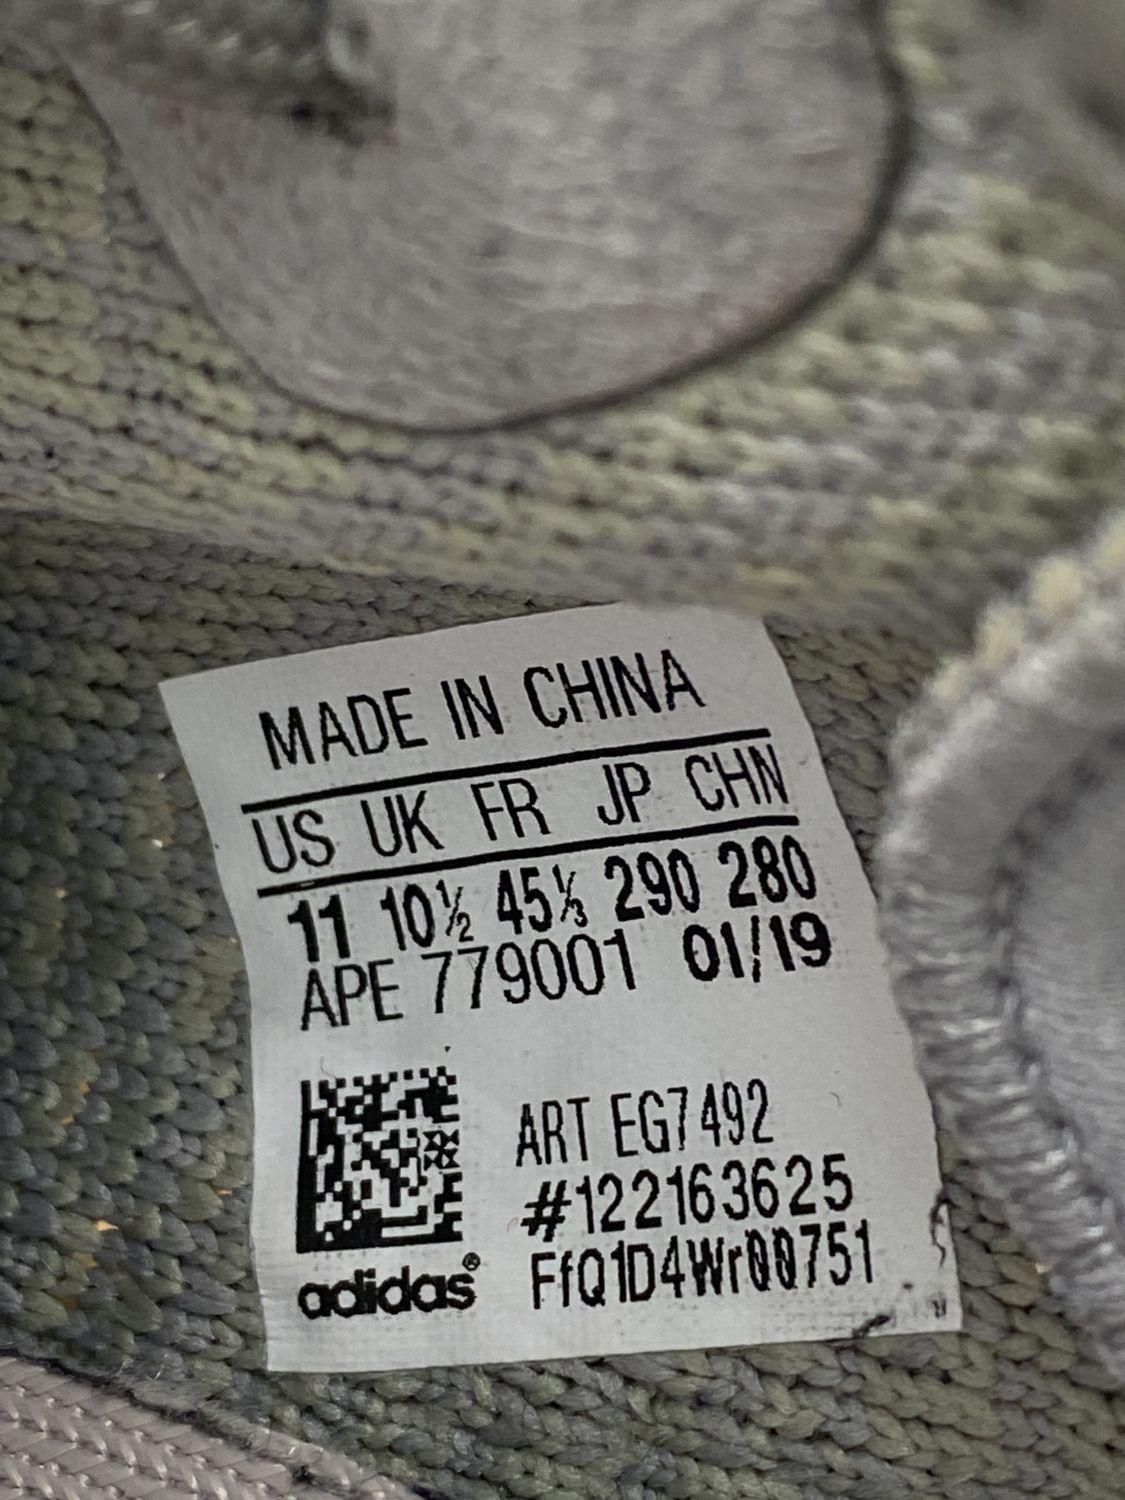 MADE IN CHINA
US UK FR JP CHN
11 10½ 45⅓ 290 280
APE 779001 01/19
ART EG7492
#122163625
FfQ1D4Wr00751
adidas®